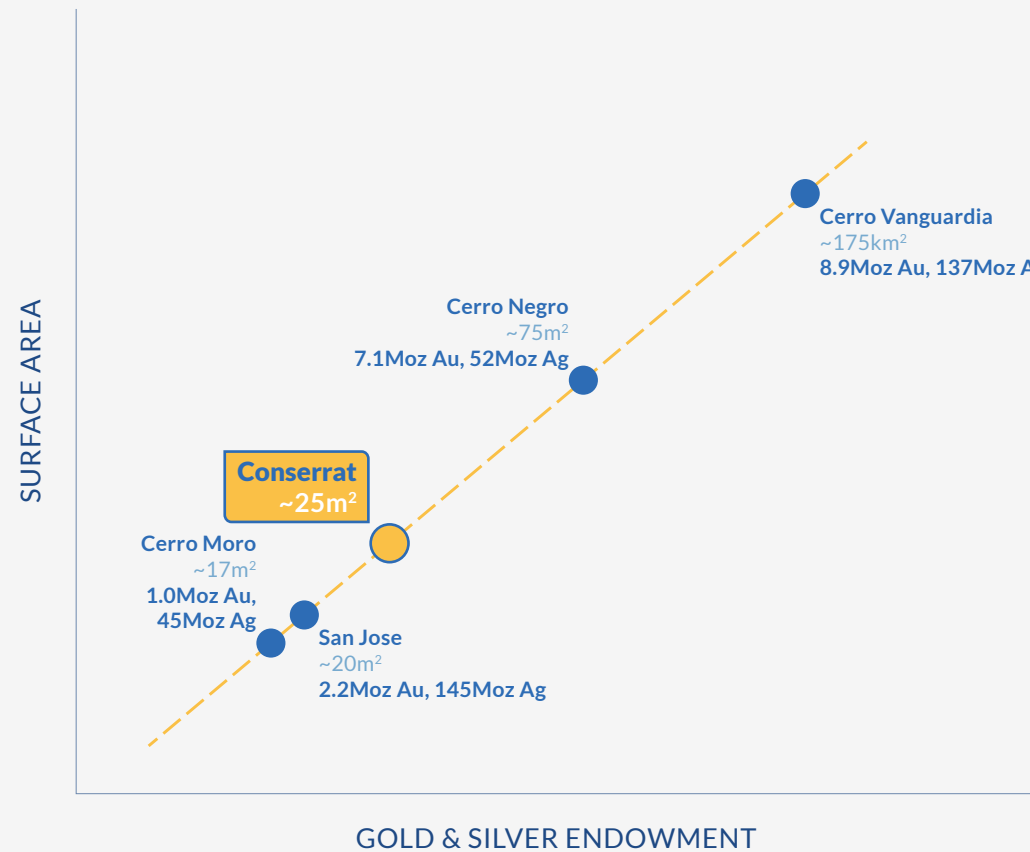 SURFACE AREA
Cerro Vanguardia
~175km²
8.9Moz Au, 137Moz A
Cerro Negro
~75m²
7.1Moz Au, 52Moz Ag
Conserrat
~25m²
Cerro Moro
~17m²
1.0Moz Au,
45Moz Ag
San Jose
~20m²
2.2Moz Au, 145Moz Ag
GOLD & SILVER ENDOWMENT